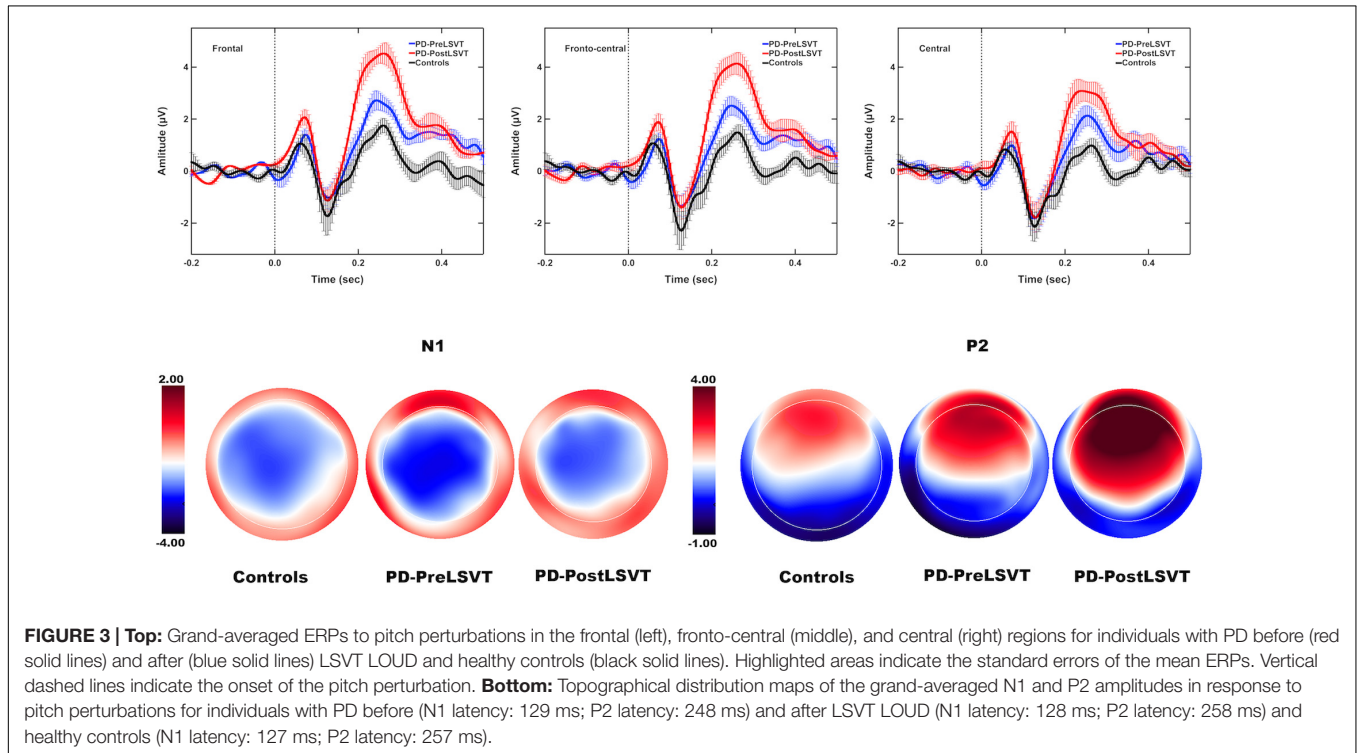 Frontal
PD-PreLSVT
PD-PostLSVT
Controls
4
2
0
-2
Amlitude (µV)
-0.2
0.0
0.2
0.4
Time (sec)
Fronto-central
PD-PreLSVT
PD-PostLSVT
Controls
4
2
0
-2
Amplitude (µV)
-0.2
0.0
0.2
0.4
Time (sec)
Central
PD-PreLSVT
PD-PostLSVT
Controls
4
2
0
-2
Amplitude (µV)
-0.2
0.0
0.2
0.4
Time (sec)
N1
2.00
-4.00
Controls
PD-PreLSVT
PD-PostLSVT
P2
4.00
-1.00
Controls
PD-PreLSVT
PD-PostLSVT
FIGURE 3 | Top: Grand-averaged ERPs to pitch perturbations in the frontal (left), fronto-central (middle), and central (right) regions for individuals with PD before (red
solid lines) and after (blue solid lines) LSVT LOUD and healthy controls (black solid lines). Highlighted areas indicate the standard errors of the mean ERPs. Vertical
dashed lines indicate the onset of the pitch perturbation. Bottom: Topographical distribution maps of the grand-averaged N1 and P2 amplitudes in response to
pitch perturbations for individuals with PD before (N1 latency: 129 ms; P2 latency: 248 ms) and after LSVT LOUD (N1 latency: 128 ms; P2 latency: 258 ms) and
healthy controls (N1 latency: 127 ms; P2 latency: 257 ms).